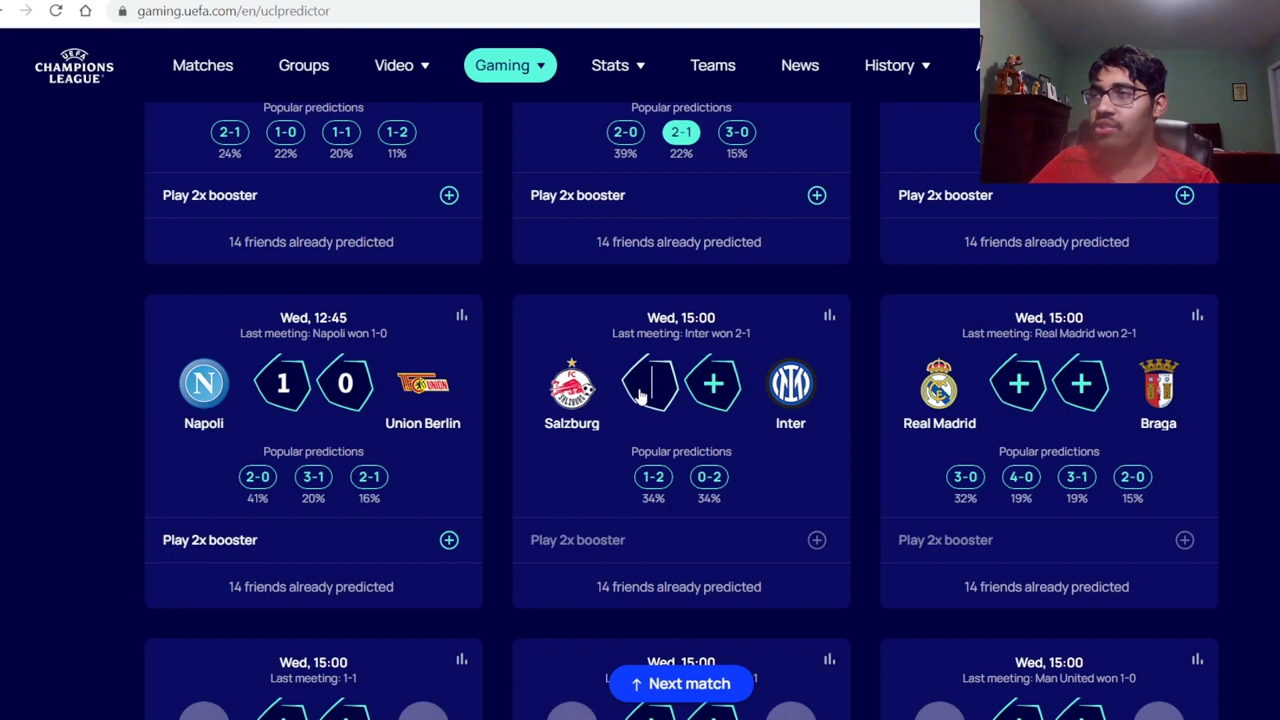 gaming.uefa.com/en/uclpredictor
UEFA
CHAMPIONS
LEAGUE
Matches Groups Video Gaming Stats Teams News History
Popular predictions
2-1 1-0 1-1 1-2
24% 22% 20% 11%
Play 2x booster
14 friends already predicted
Popular predictions
2-0 2-1 3-0
39% 22% 15%
Play 2x booster
14 friends already predicted
Play 2x booster
14 friends already predicted
Wed, 12:45
Last meeting: Napoli won 1-0
N 1 0 UNION
Napoli Union Berlin
Popular predictions
2-0 3-1 2-1
41% 20% 16%
Play 2x booster
14 friends already predicted
Wed, 15:00
Last meeting: Inter won 2-1
FC
SALZBURG
Salzburg Inter
Popular predictions
1-2 0-2
34% 34%
Play 2x booster
14 friends already predicted
Wed, 15:00
Last meeting: Real Madrid won 2-1
Real Madrid Braga
Popular predictions
3-0 4-0 3-1 2-0
32% 19% 19% 15%
Play 2x booster
14 friends already predicted
Wed, 15:00
Last meeting: 1-1
Wed, 15:00
Wed, 15:00
Last meeting: Man United won 1-0
↑ Next match